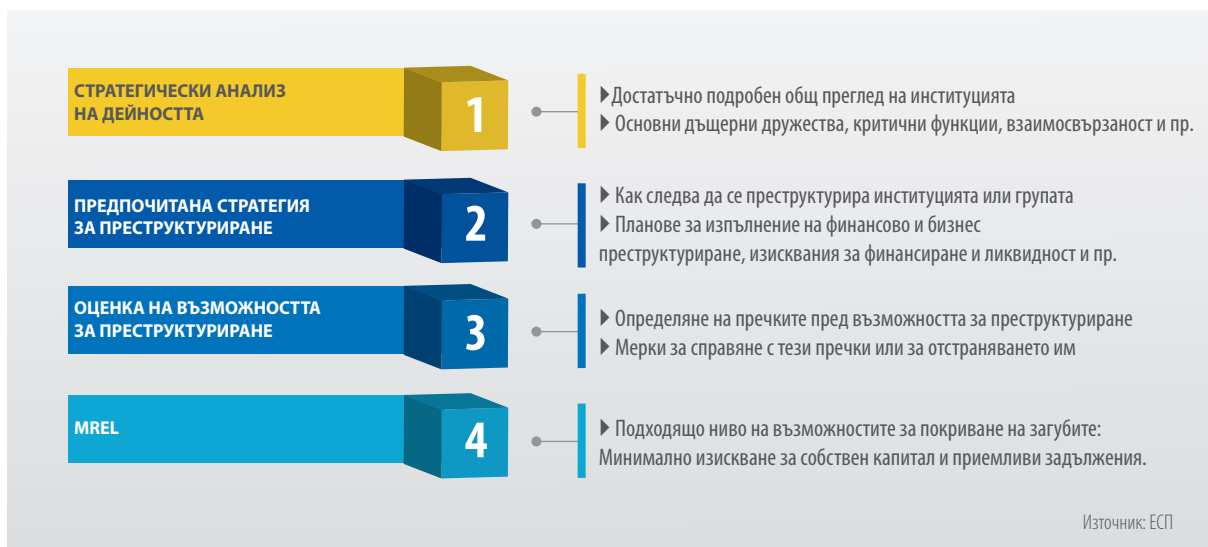 СТРАТЕГИЧЕСКИ АНАЛИЗ
НА ДЕЙНОСТТА
1
▶Достатъчно подробен общ преглед на институцията
▶ Основни дъщерни дружества, критични функции, взаимосвързаност и пр.
ПРЕДПОЧИТАНА СТРАТЕГИЯ
ЗА ПРЕСТРУКТУРИРАНЕ
2
▶ Как следва да се преструктурира институцията или групата
▶ Планове за изпълнение на финансово и бизнес
преструктуриране, изисквания за финансиране и ликвидност и пр.
ОЦЕНКА НА ВЪЗМОЖНОСТТА
ЗА ПРЕСТРУКТУРИРАНЕ
3
▶ Определяне на пречките пред възможността за преструктуриране
▶ Мерки за справяне с тези пречки или за отстраняването им
MREL
4
▶ Подходящо ниво на възможностите за покриване на загубите:
Минимално изискване за собствен капитал и приемливи задължения.
Източник: ЕСП